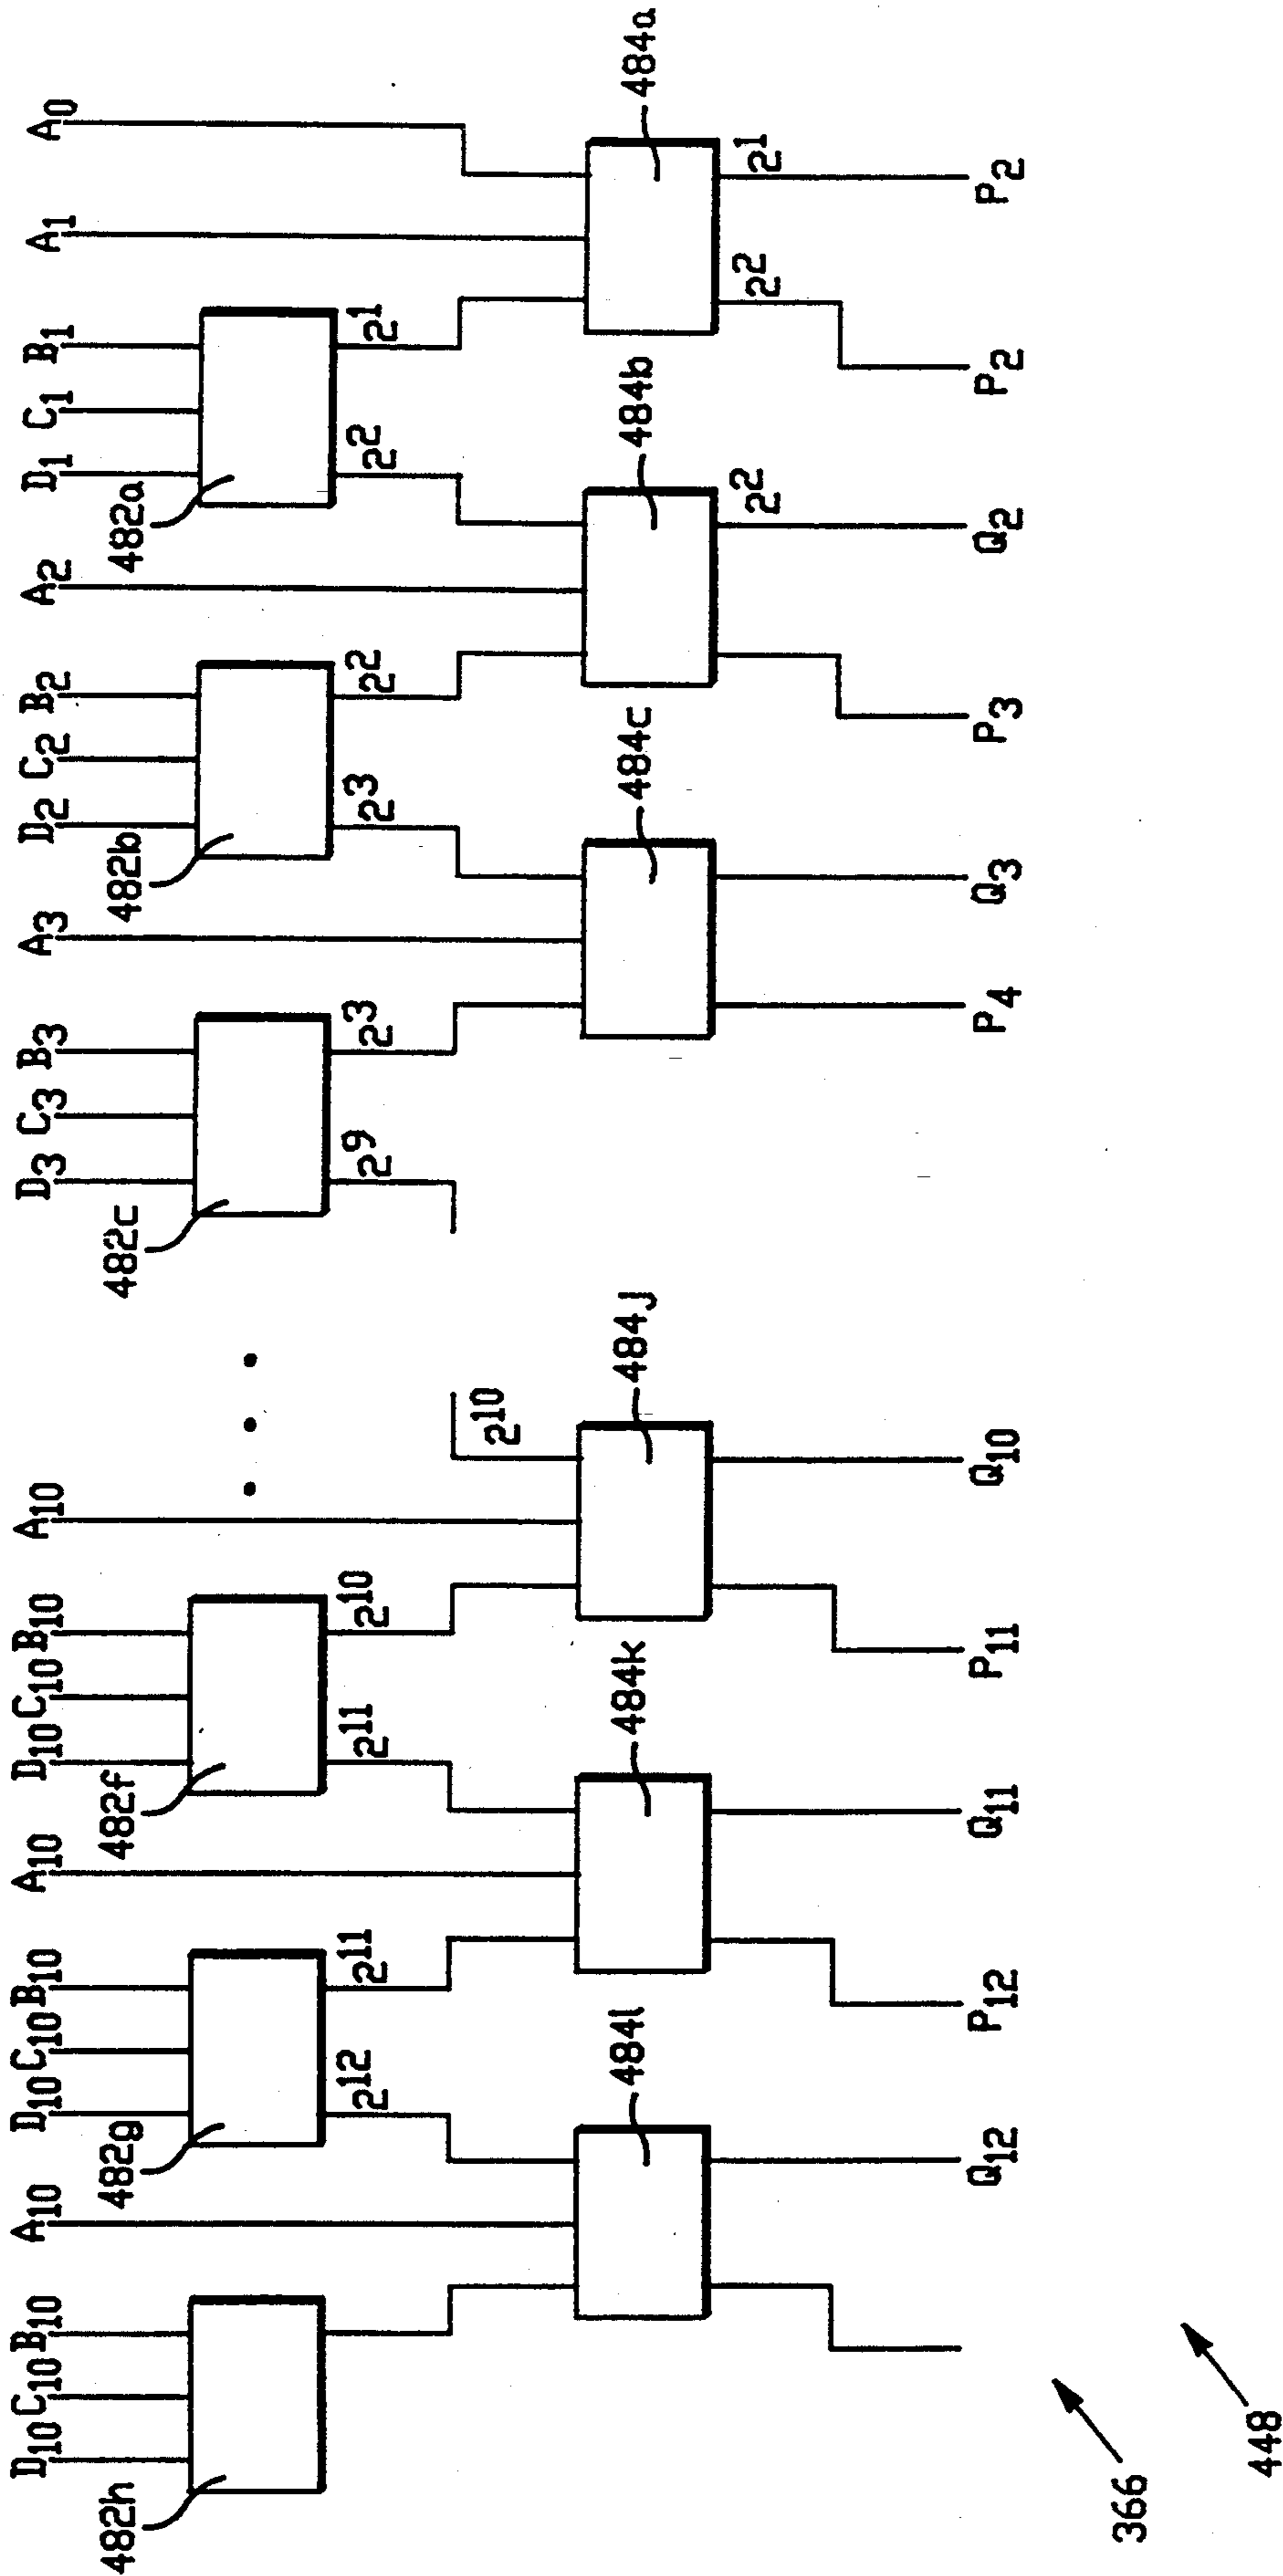 D10 C10 B10 A10 D10 C10 B10 A10 D10 C10 B10 A10 D3 C3 B3 A3 D2 C2 B2 A2 D1 C1 B1 A1 A0
482h 482g 482f 482c 482b 482a
2^12 2^11 2^11 2^10 2^9 2^3 2^3 2^2 2^2 2^1
2^10
484l 484k 484j 484c 484b 484a
2^2 2^2 2^1
Q12 P12 Q11 P11 Q10 P4 Q3 P3 Q2 P2 P2
366
448